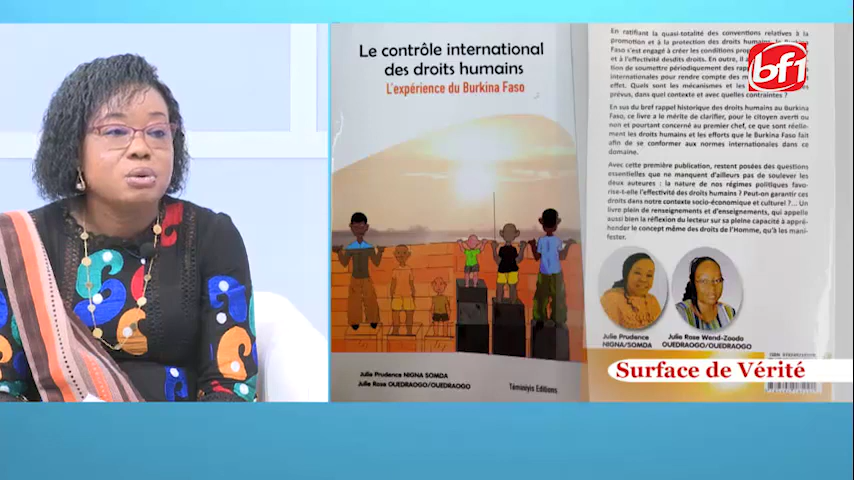 Le contrôle international
des droits humains
L'expérience du Burkina Faso
Julie Prudence NIGNA SOMDA
Julie Rose OUEDRAOGO/OUEDRAOGO
Téminiyis Editions
En ratifiant la quasi-totalité des conventions relatives à la
promotion et à la protection des droits humains, le Burkina
Faso s'est engagé à créer les conditions
et à l'effectivité desdits droits. En outre, il
de soumettre périodiquement des
internationales pour rendre compte des
effet. Quels sont les mécanismes et les
prévus, dans quel contexte et avec quelles contraintes ?
En sus du bref rappel historique des droits humains au Burkina
Faso, ce livre a le mérite de clarifier, pour le citoyen averti ou
non et pourtant concerné au premier chef, ce que sont réelle-
ment les droits humains et les efforts que le Burkina Faso fait
afin de se conformer aux normes internationales dans ce
domaine.
Avec cette première publication, restent posées des questions
essentielles que ne manquent d'ailleurs pas de soulever les
deux auteures : la nature de nos régimes politiques favo-
rise-t-elle l'effectivité des droits humains ? Peut-on garantir ces
droits dans notre contexte socio-économique et culturel ?... Un
livre plein de renseignements et d'enseignements, qui appelle
aussi bien la réflexion du lecteur sur sa pleine capacité à appré-
hender le concept même des droits de l'Homme, qu'à les mani-
fester.
bf1
Julie Prudence
NIGNA/SOMDA
Julie Rose Wend-Zoodo
OUEDRAOGO/OUEDRAOGO
ISBN
Surface de Vérité